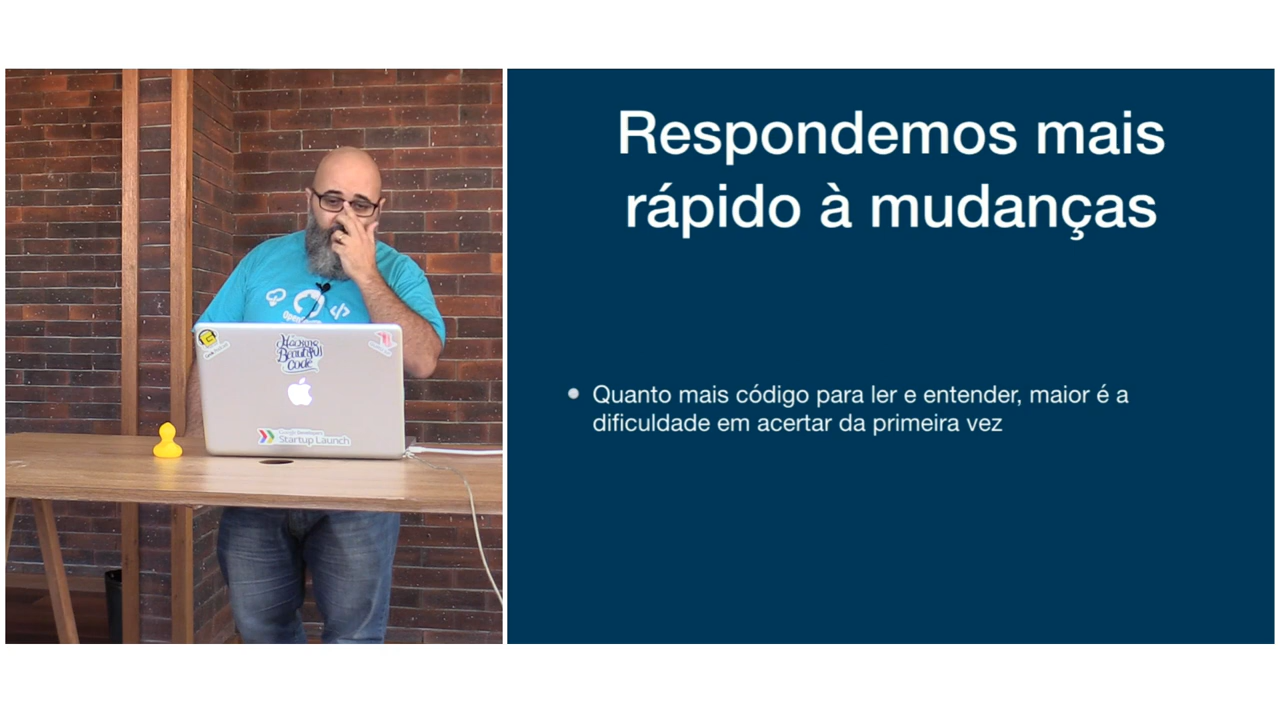 Respondemos mais
rápido à mudanças
Quanto mais código para ler e entender, maior é a
dificuldade em acertar da primeira vez
Hacking
Beautiful
Code
Startup Launch